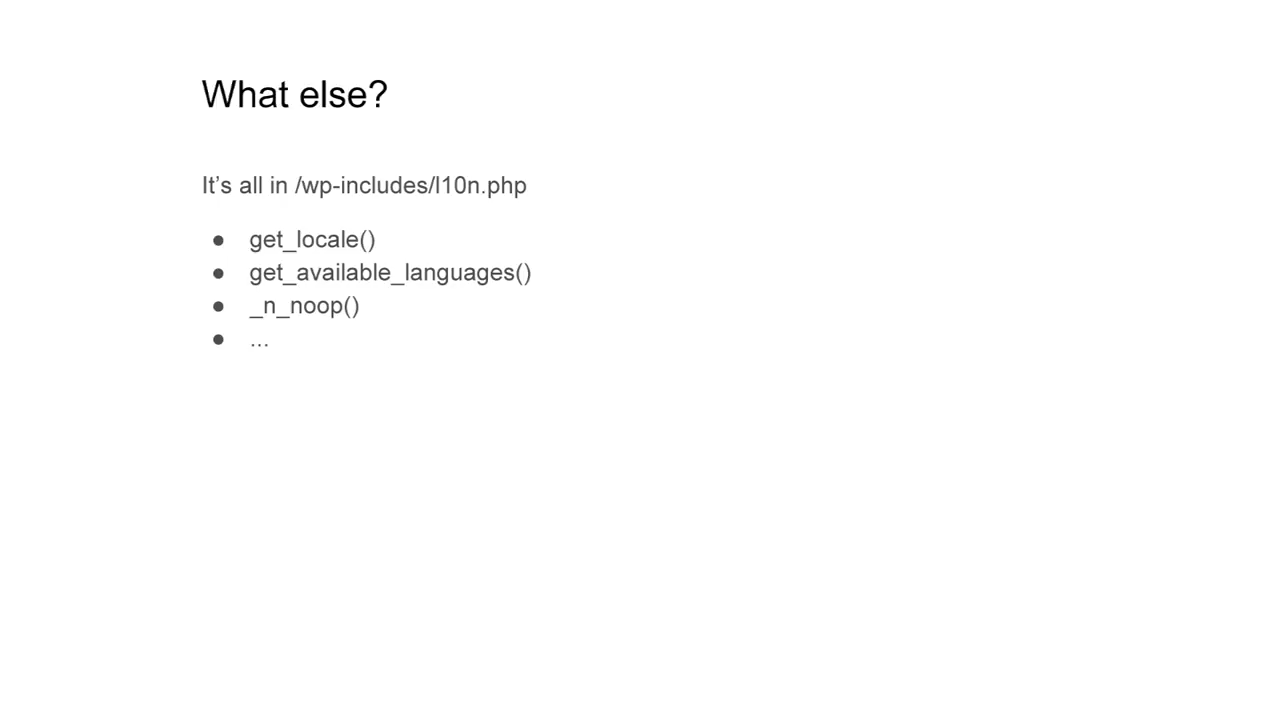 What else?
It’s all in /wp-includes/l10n.php
● get_locale()
● get_available_languages()
● _n_noop()
● ...